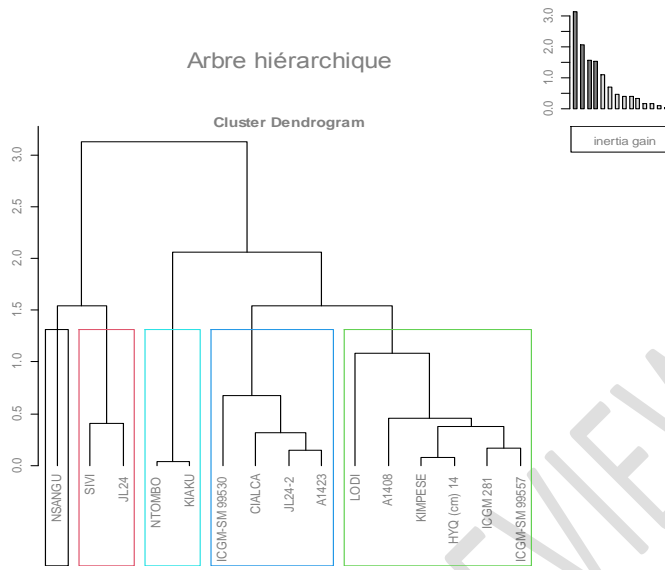 Arbre hiérarchique
3.0
2.0
1.0
0.0
inertia gain
Cluster Dendrogram
3.0
2.5
2.0
1.5
1.0
0.5
0.0
NSANGU
SIVI
JL24
NTOMBO
KIAKU
ICGM-SM 99530
CIALCA
JL24-2
A1423
LODI
A1408
KIMPESE
HYQ (cm) 14
ICGM 281
ICGM-SM 99557